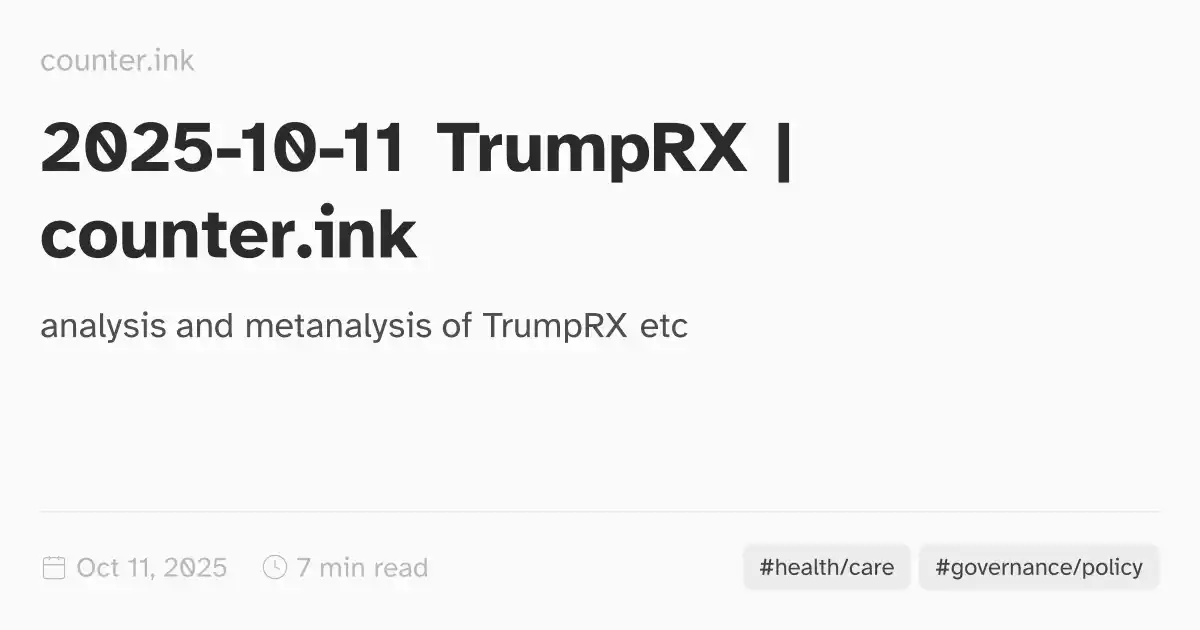 counter.ink
2025-10-11 TrumpRX |
counter.ink
analysis and metanalysis of TrumpRX etc
Oct 11, 2025 7 min read #health/care #governance/policy